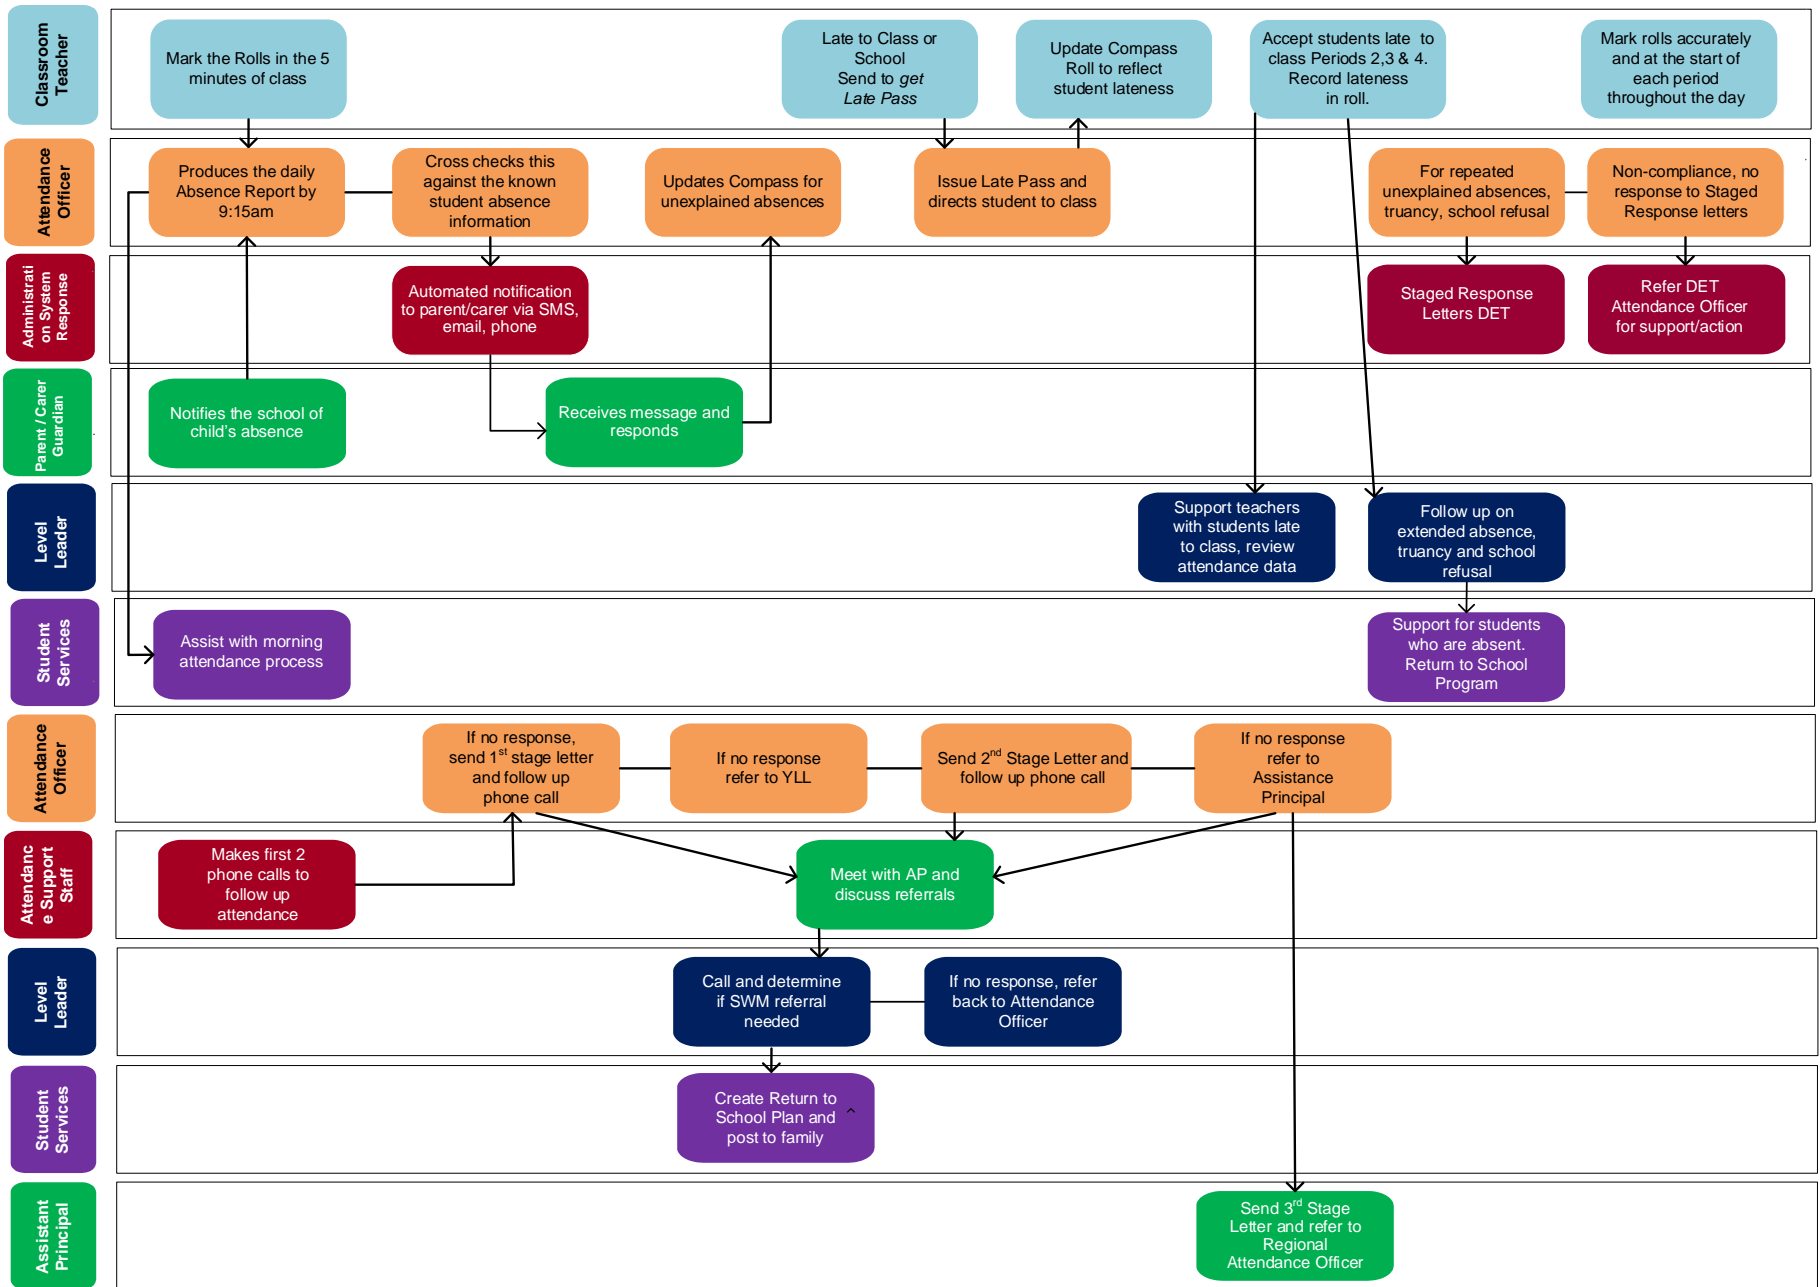 Classroom
Teacher
Mark the Rolls in the 5
minutes of class
Late to Class or
School
Send to get
Late Pass
Update Compass
Roll to reflect
student lateness
Accept students late to
class Periods 2,3 & 4.
Record lateness
in roll.
Mark rolls accurately
and at the start of
each period
throughout the day
Attendance
Officer
Produces the daily
Absence Report by
9:15am
Cross checks this
against the known
student absence
information
Updates Compass for
unexplained absences
Issue Late Pass and
directs student to class
For repeated
unexplained absences,
truancy, school refusal
Non-compliance, no
response to Staged
Response letters
Administrati
on System
Response
Automated notification
to parent/carer via SMS,
email, phone
Staged Response
Letters DET
Refer DET
Attendance Officer
for support/action
Parent / Carer
Guardian
Notifies the school of
child's absence
Receives message and
responds
Level
Leader
Support teachers
with students late
to class, review
attendance data
Follow up on
extended absence,
truancy and school
refusal
Student
Services
Assist with morning
attendance process
Support for students
who are absent.
Return to School
Program
Attendance
Officer
If no response,
send 1st stage letter
and follow up
phone call
If no response
refer to YLL
Send 2nd Stage Letter and
follow up phone call
If no response
refer to
Assistance
Principal
Attendanc
e Support
Staff
Makes first 2
phone calls to
follow up
attendance
Meet with AP and
discuss referrals
Level
Leader
Call and determine
if SWM referral
needed
If no response, refer
back to Attendance
Officer
Student
Services
Create Return to
School Plan and
post to family
Assistant
Principal
Send 3rd Stage
Letter and refer to
Regional
Attendance Officer